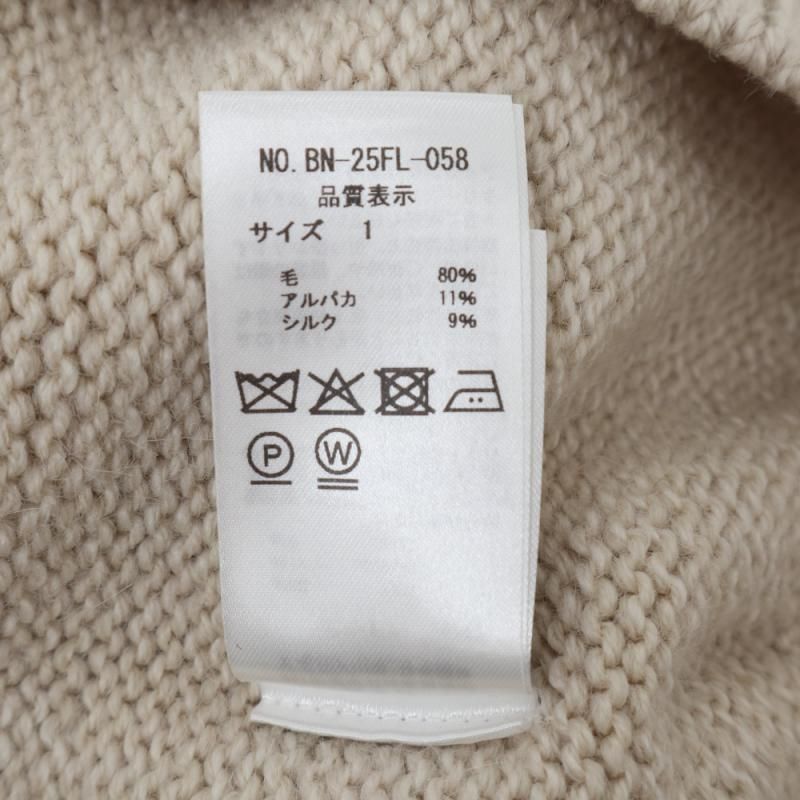 NO. BN-25FL-058
品質表示
サイズ 1
毛 80%
アルパカ 11%
シルク 9%
P W